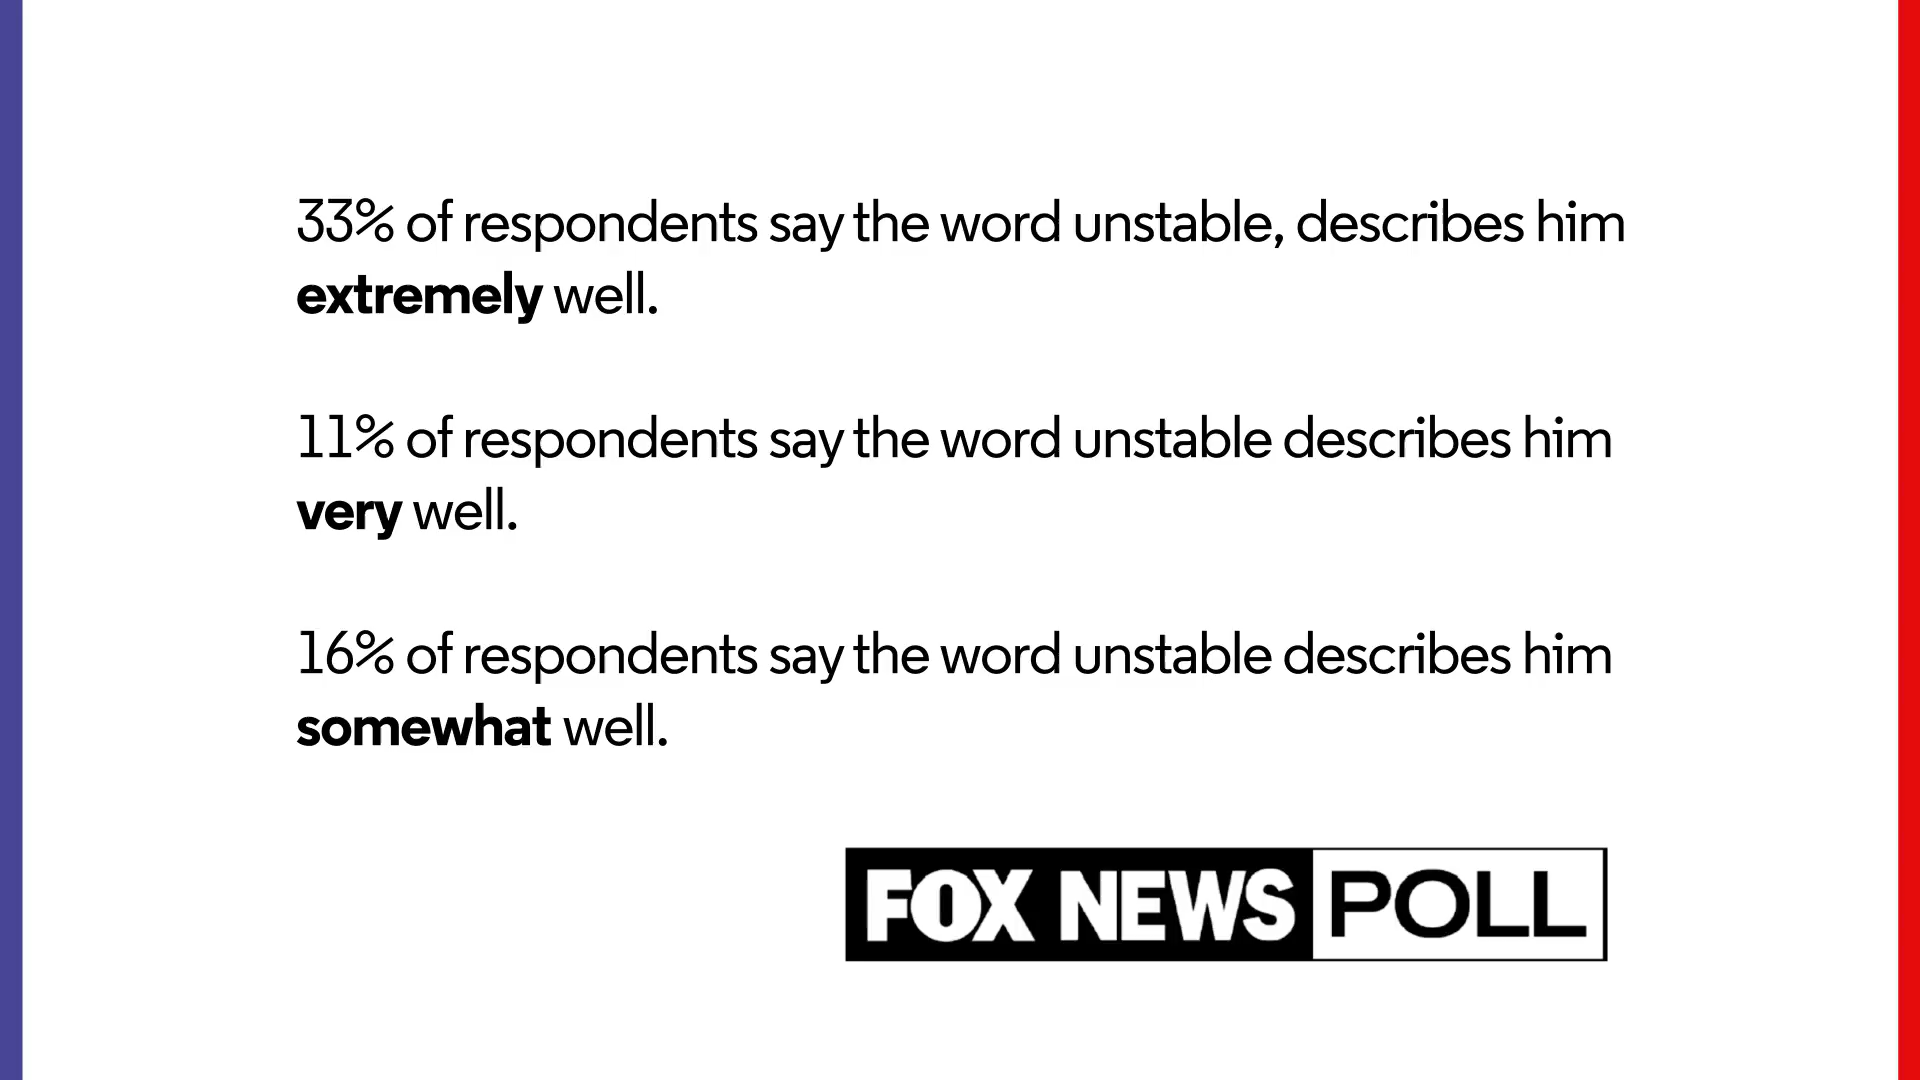 33% of respondents say the word unstable, describes him
extremely well.
11% of respondents say the word unstable describes him
very well.
16% of respondents say the word unstable describes him
somewhat well.
FOX NEWS POLL